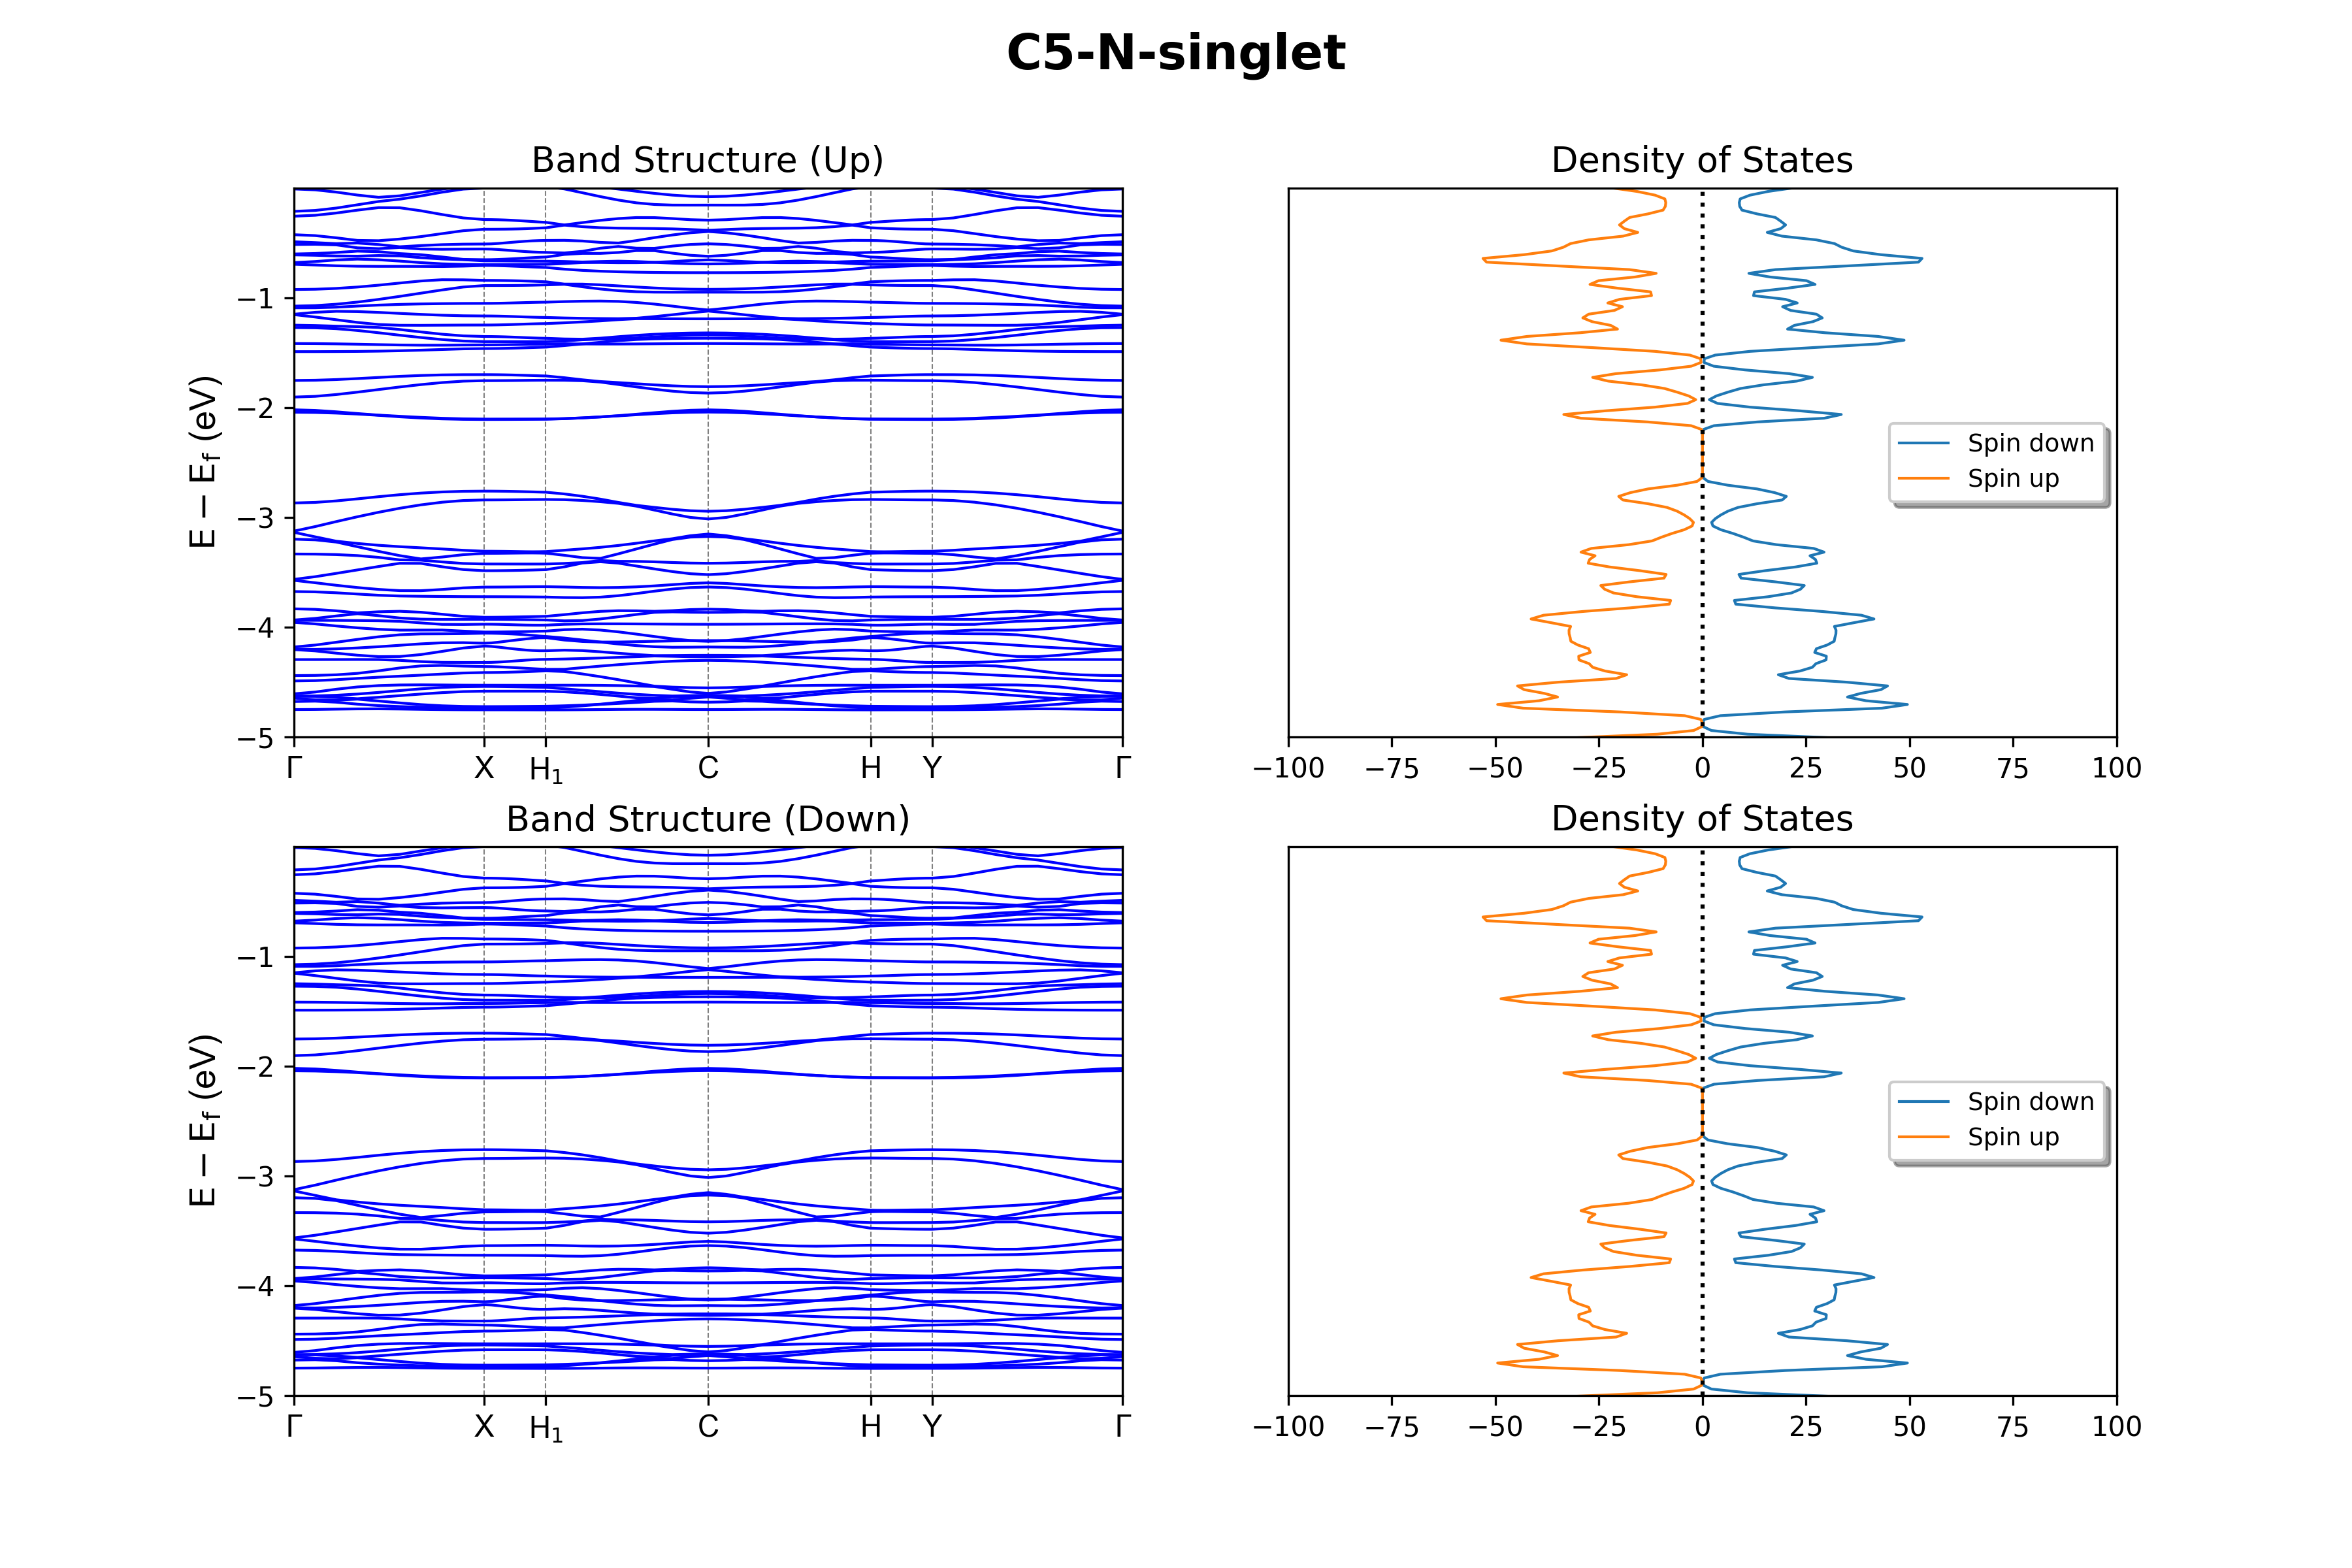 C5-N-singlet
Band Structure (Up)
Density of States
E − E_f (eV)
−1
−2
−3
−4
−5
Γ X H₁ C H Y Γ
Spin down
Spin up
−100 −75 −50 −25 0 25 50 75 100
Band Structure (Down)
Density of States
E − E_f (eV)
−1
−2
−3
−4
−5
Γ X H₁ C H Y Γ
Spin down
Spin up
−100 −75 −50 −25 0 25 50 75 100